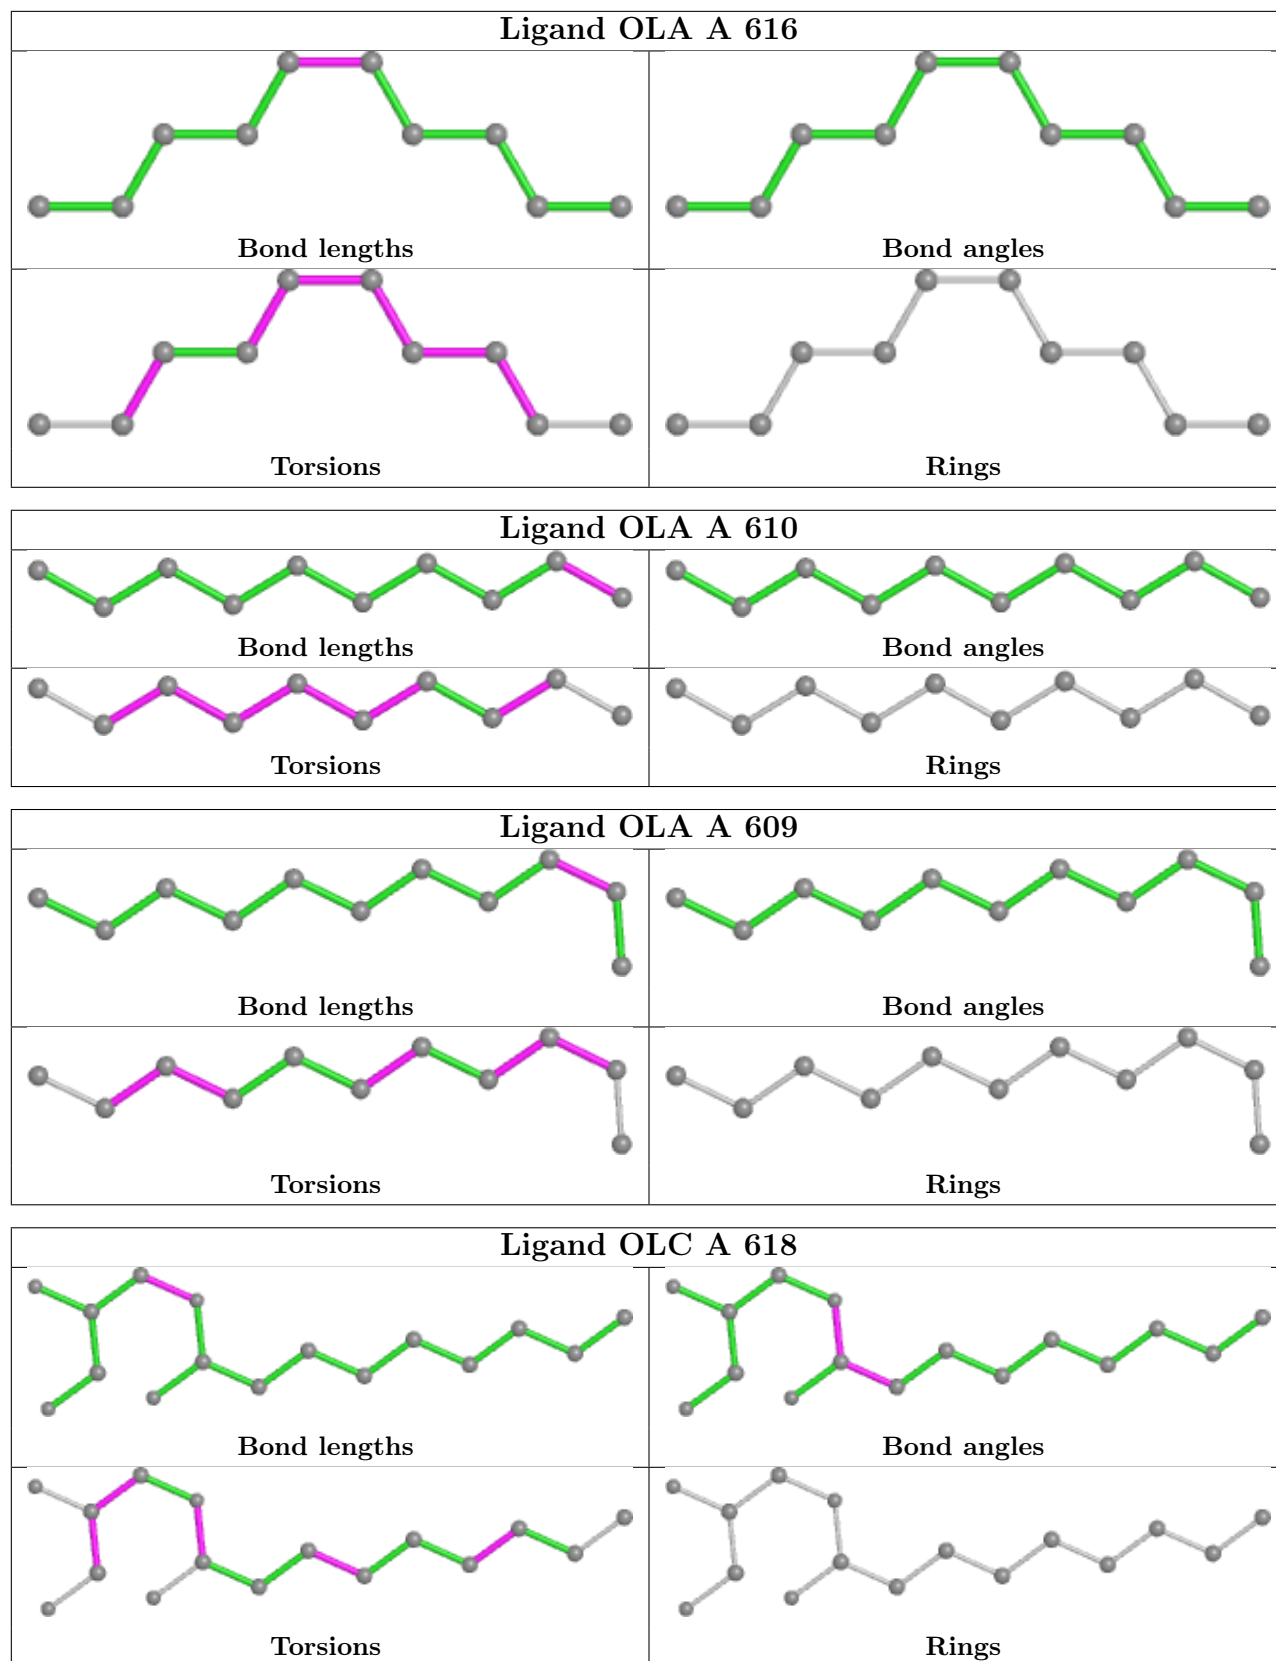 Ligand OLA A 616
Bond lengths
Bond angles
Torsions
Rings
Ligand OLA A 610
Bond lengths
Bond angles
Torsions
Rings
Ligand OLA A 609
Bond lengths
Bond angles
Torsions
Rings
Ligand OLC A 618
Bond lengths
Bond angles
Torsions
Rings